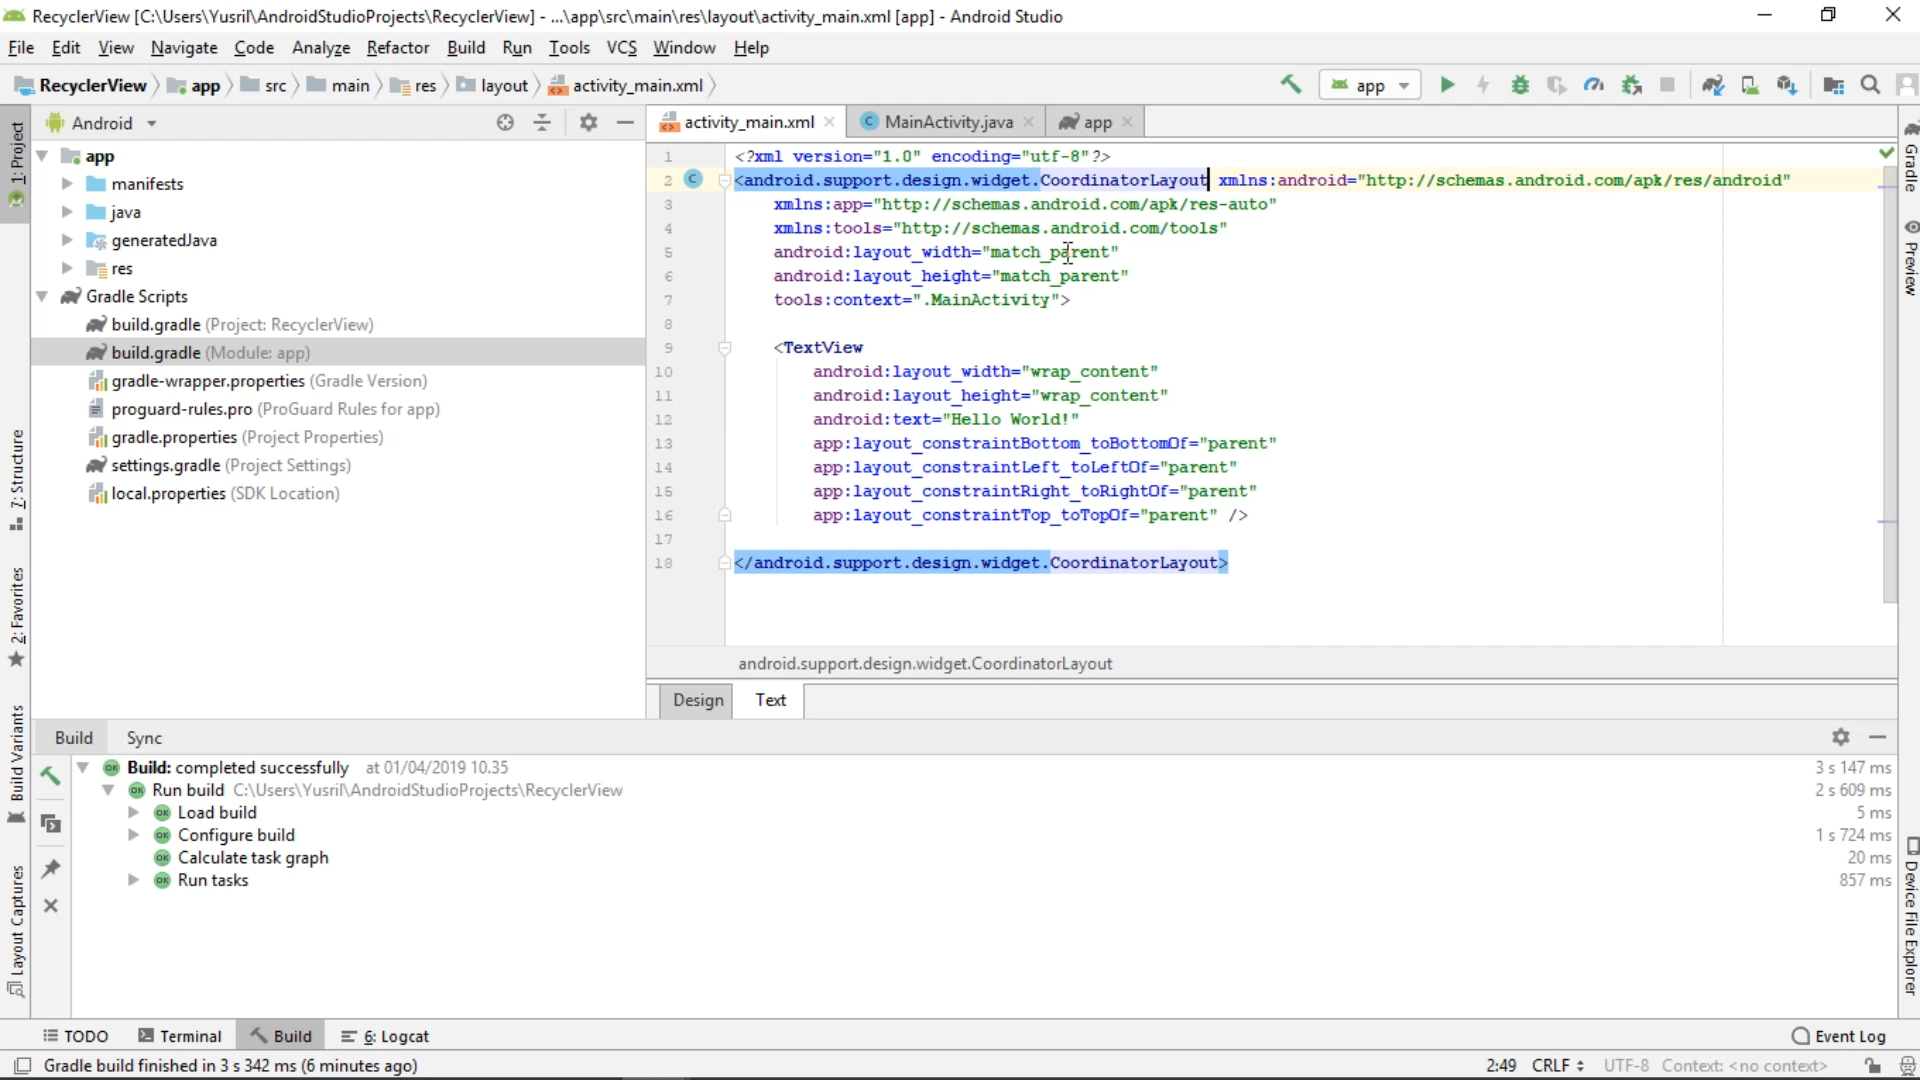 RecyclerView [C:\Users\Yusril\AndroidStudioProjects\RecyclerView] - ...\app\src\main\res\layout\activity_main.xml [app] - Android Studio
File Edit View Navigate Code Analyze Refactor Build Run Tools VCS Window Help
RecyclerView app src main res layout activity_main.xml app
1: Project
7: Structure
2: Favorites
Build Variants
Layout Captures
Android
app
manifests
java
generatedJava
res
Gradle Scripts
build.gradle (Project: RecyclerView)
build.gradle (Module: app)
gradle-wrapper.properties (Gradle Version)
proguard-rules.pro (ProGuard Rules for app)
gradle.properties (Project Properties)
settings.gradle (Project Settings)
local.properties (SDK Location)
activity_main.xml MainActivity.java app
1 <?xml version="1.0" encoding="utf-8"?>
2 <android.support.design.widget.CoordinatorLayout xmlns:android="http://schemas.android.com/apk/res/android"
3 xmlns:app="http://schemas.android.com/apk/res-auto"
4 xmlns:tools="http://schemas.android.com/tools"
5 android:layout_width="match_parent"
6 android:layout_height="match_parent"
7 tools:context=".MainActivity">
8
9 <TextView
10 android:layout_width="wrap_content"
11 android:layout_height="wrap_content"
12 android:text="Hello World!"
13 app:layout_constraintBottom_toBottomOf="parent"
14 app:layout_constraintLeft_toLeftOf="parent"
15 app:layout_constraintRight_toRightOf="parent"
16 app:layout_constraintTop_toTopOf="parent" />
17
18 </android.support.design.widget.CoordinatorLayout>
android.support.design.widget.CoordinatorLayout
Design Text
Gradle
Preview
Device File Explorer
Build Sync
Build: completed successfully at 01/04/2019 10.35 3 s 147 ms
Run build C:\Users\Yusril\AndroidStudioProjects\RecyclerView 2 s 609 ms
Load build 5 ms
Configure build 1 s 724 ms
Calculate task graph 20 ms
Run tasks 857 ms
TODO Terminal Build 6: Logcat Event Log
Gradle build finished in 3 s 342 ms (6 minutes ago) 2:49 CRLF UTF-8 Context: <no context>